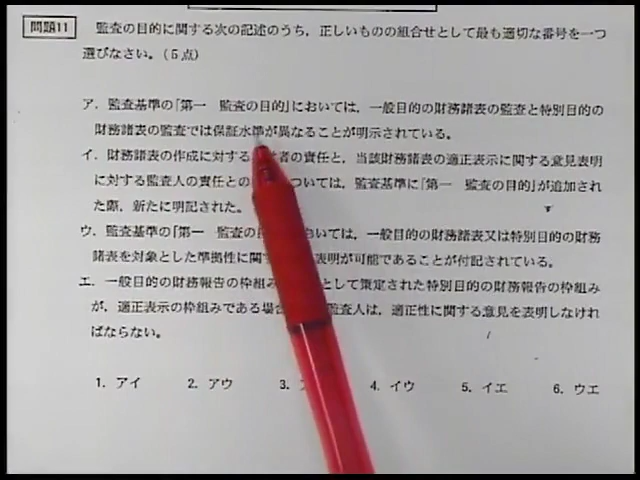 問題11 監査の目的に関する次の記述のうち，正しいものの組合せとして最も適切な番号を一つ
選びなさい。(5点)
ア．監査基準の「第一 監査の目的」においては，一般目的の財務諸表の監査と特別目的の
財務諸表の監査では保証水準が異なることが明示されている。
イ．財務諸表の作成に対する 者の責任と，当該財務諸表の適正表示に関する意見表明
に対する監査人の責任との ついては，監査基準に「第一 監査の目的」が追加され
た際，新たに明記された。
ウ．監査基準の「第一 監査の おいては，一般目的の財務諸表又は特別目的の財務
諸表を対象とした準拠性に関 表明が可能であることが付記されている。
エ．一般目的の財務報告の枠組み として策定された特別目的の財務報告の枠組み
が，適正表示の枠組みである場合 監査人は，適正性に関する意見を表明しなけれ
ばならない。
1．アイ 2．アウ 3． 4．イウ 5．イエ 6．ウエ